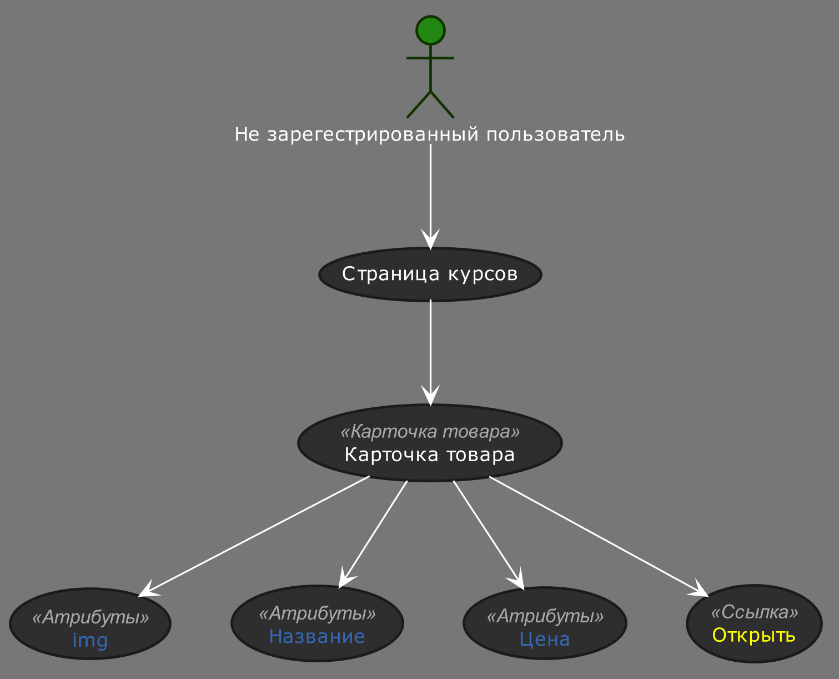 Не зарегестрированный пользователь
Страница курсов
«Карточка товара»
Карточка товара
«Атрибуты»
img
«Атрибуты»
Название
«Атрибуты»
Цена
«Ссылка»
Открыть